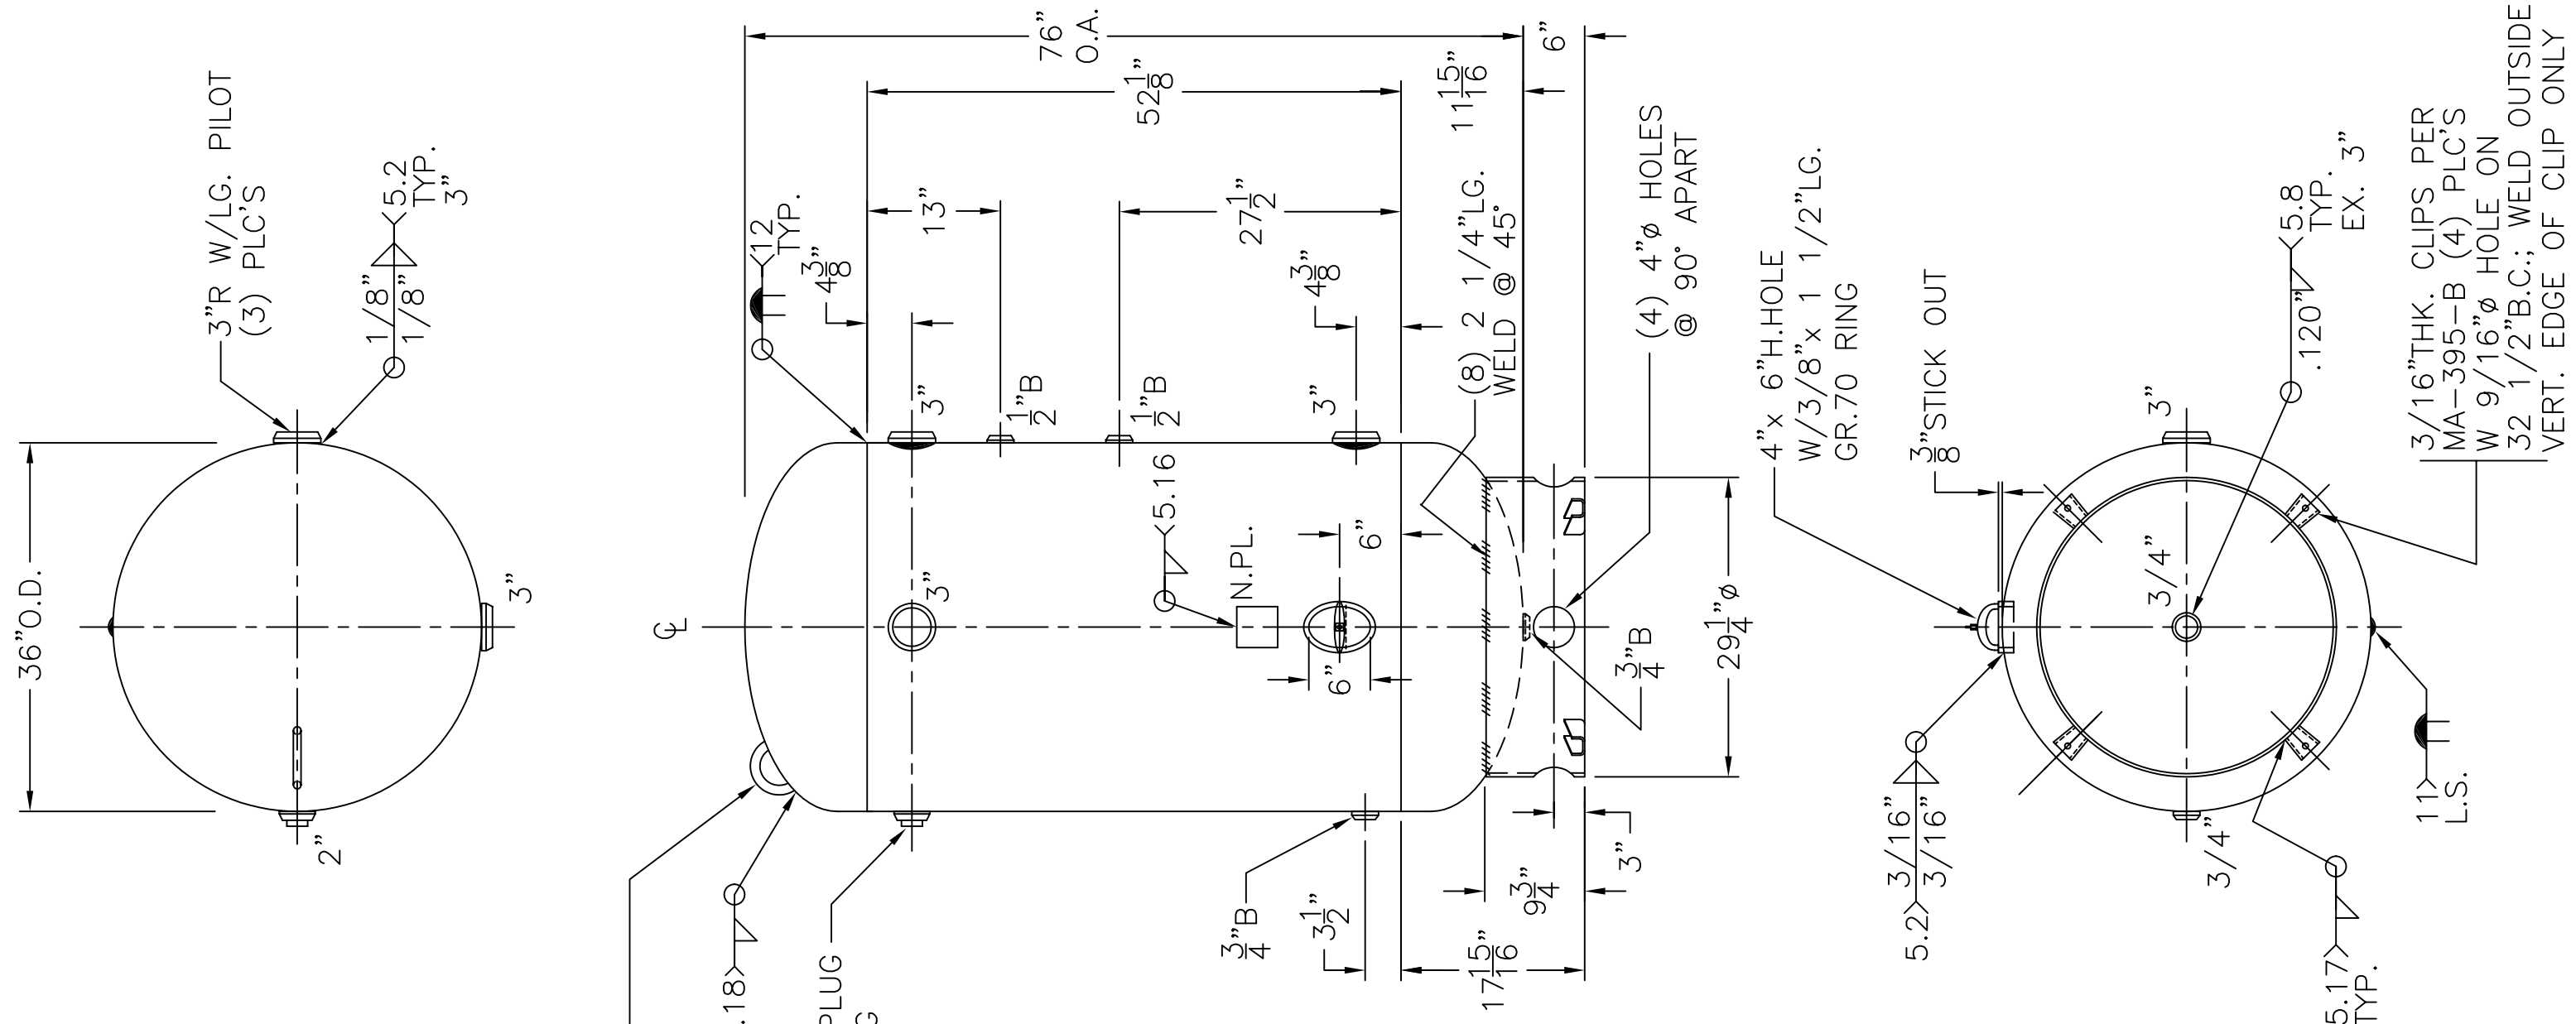 36"O.D.
3"R W/LG. PILOT
(3) PLC'S
1/8"
1/8"
5.2
TYP.
3"
3"
2"
℄
76"
O.A.
52 1/8"
11 15/16"
6"
13"
27 1/2"
12
TYP.
4 3/8"
4 3/8"
3"
1/2"B
1/2"B
3"
(8) 2 1/4"LG.
WELD @ 45°
(4) 4"ø HOLES
@ 90° APART
5.16
N.PL.
3"
6"
6"
3/4"B
29 1/4"ø
.18
PLUG
3/4"B
3 1/2"
17 15/16"
9 3/4"
3"
4"x 6"H.HOLE
W/3/8"x 1 1/2"LG.
GR.70 RING
3/8"STICK OUT
5.8
TYP.
EX. 3"
.120"
3/16"THK. CLIPS PER
MA-395-B (4) PLC'S
W 9/16"ø HOLE ON
32 1/2"B.C.; WELD OUTSIDE
VERT. EDGE OF CLIP ONLY
3"
3/4"
3/4"
5.2
3/16"
3/16"
11
L.S.
5.17
TYP.